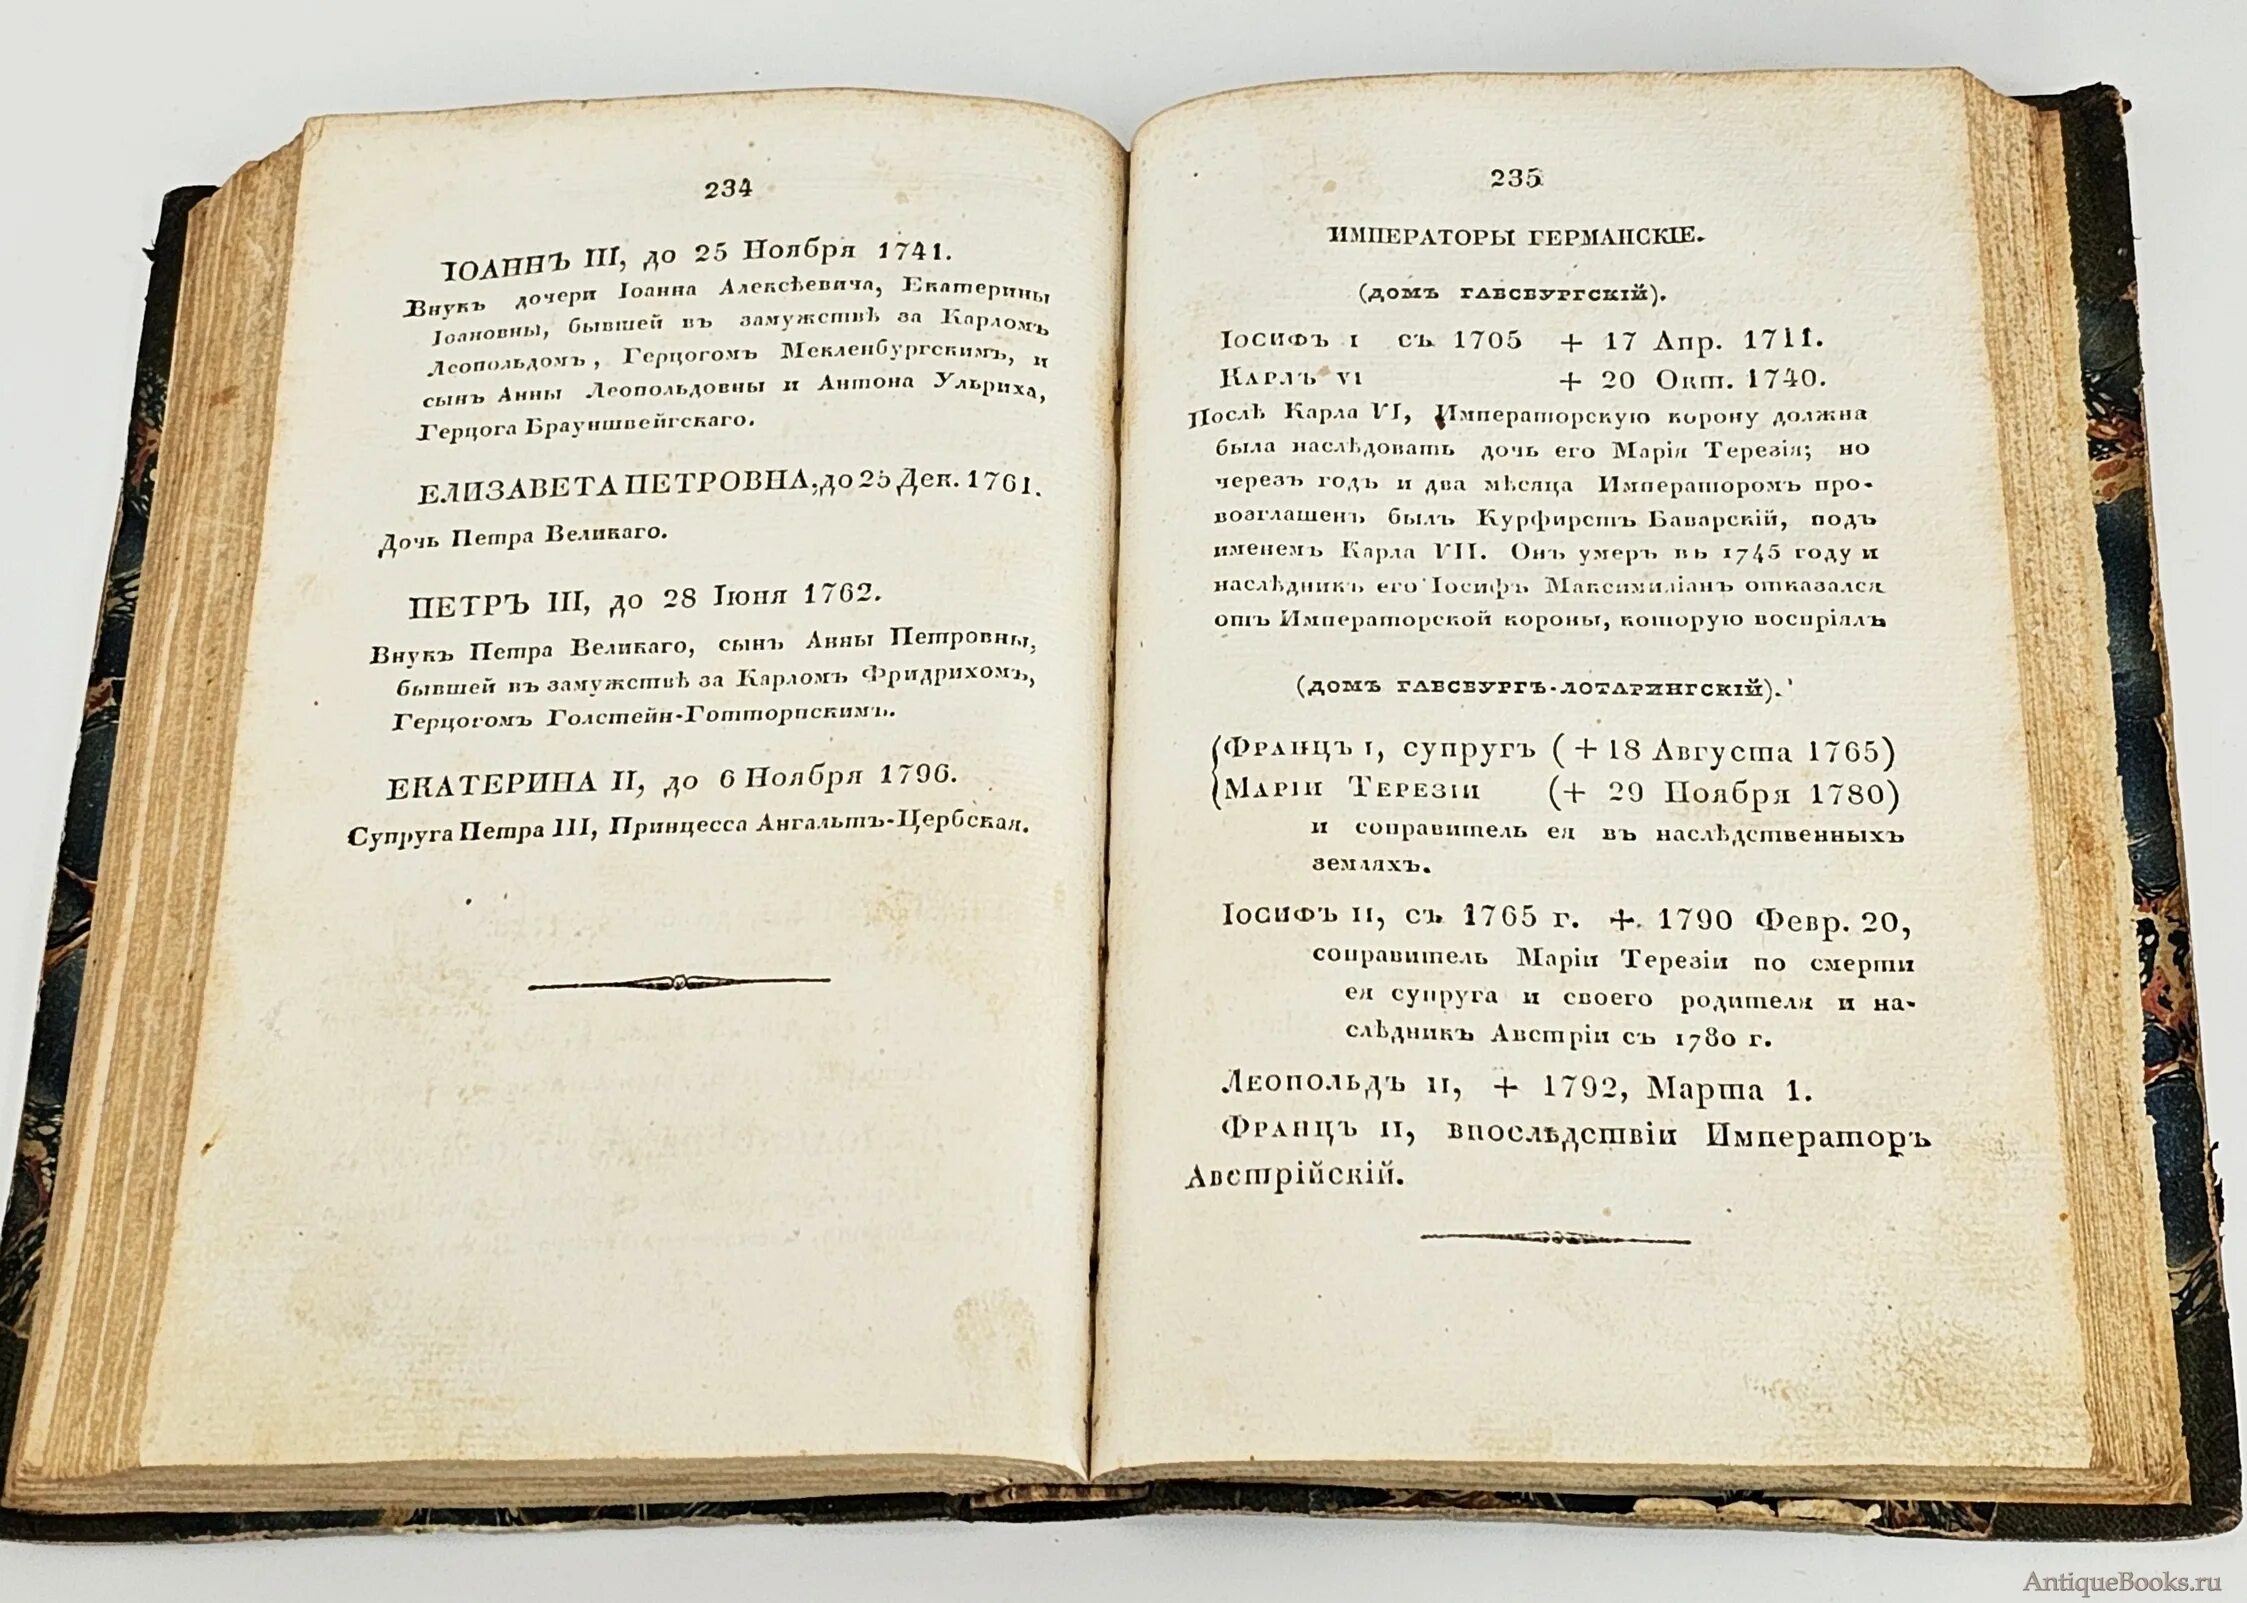 234
ІОАННЪ III, до 25 Ноября 1741.
Внукъ дочери Іоанна Алексѣевича, Екатерины
Іоановны, бывшей въ замужствѣ за Карломъ
Леопольдомъ, Герцогомъ Мекленбургскимъ, и
сынъ Анны Леопольдовны и Антона Ульриха,
Герцога Брауншвейгскаго.
ЕЛИЗАВЕТА ПЕТРОВНА, до 25 Дек. 1761.
Дочь Петра Великаго.
ПЕТРЪ III, до 28 Іюня 1762.
Внукъ Петра Великаго, сынъ Анны Петровны,
бывшей въ замужствѣ за Карломъ Фридрихомъ,
Герцогомъ Голстейн-Готторпскимъ.
ЕКАТЕРИНА II, до 6 Ноября 1796.
Супруга Петра III, Принцесса Ангальтъ-Цербская.
235
ИМПЕРАТОРЫ ГЕРМАНСКІЕ.
(ДОМЪ ГАБСБУРГСКІЙ).
Іосифъ I съ 1705 + 17 Апр. 1711.
Карлъ VI + 20 Окт. 1740.
Послѣ Карла VI, Императорскую корону должна
была наслѣдовать дочь его Марія Терезія; но
черезъ годъ и два мѣсяца Императоромъ про-
возглашенъ былъ Курфирстъ Баварскій, подъ
именемъ Карла VII. Онъ умеръ въ 1745 году и
наслѣдникъ его Іосифъ Максимиліанъ отказался
отъ Императорской короны, которую воспріялъ
(ДОМЪ ГАБСБУРГЪ-ЛОТАРИНГСКІЙ).
Францъ I, супругъ (+ 18 Августа 1765)
Маріи Терезіи (+ 29 Ноября 1780)
и соправитель ея въ наслѣдственныхъ
земляхъ.
Іосифъ II, съ 1765 г. + 1790 Февр. 20,
соправитель Маріи Терезіи по смерти
ея супруга и своего родителя и на-
слѣдникъ Австріи съ 1780 г.
Леопольдъ II, + 1792, Марта 1.
Францъ II, впослѣдствіи Императоръ
Австрійскій.
AntiqueBooks.ru